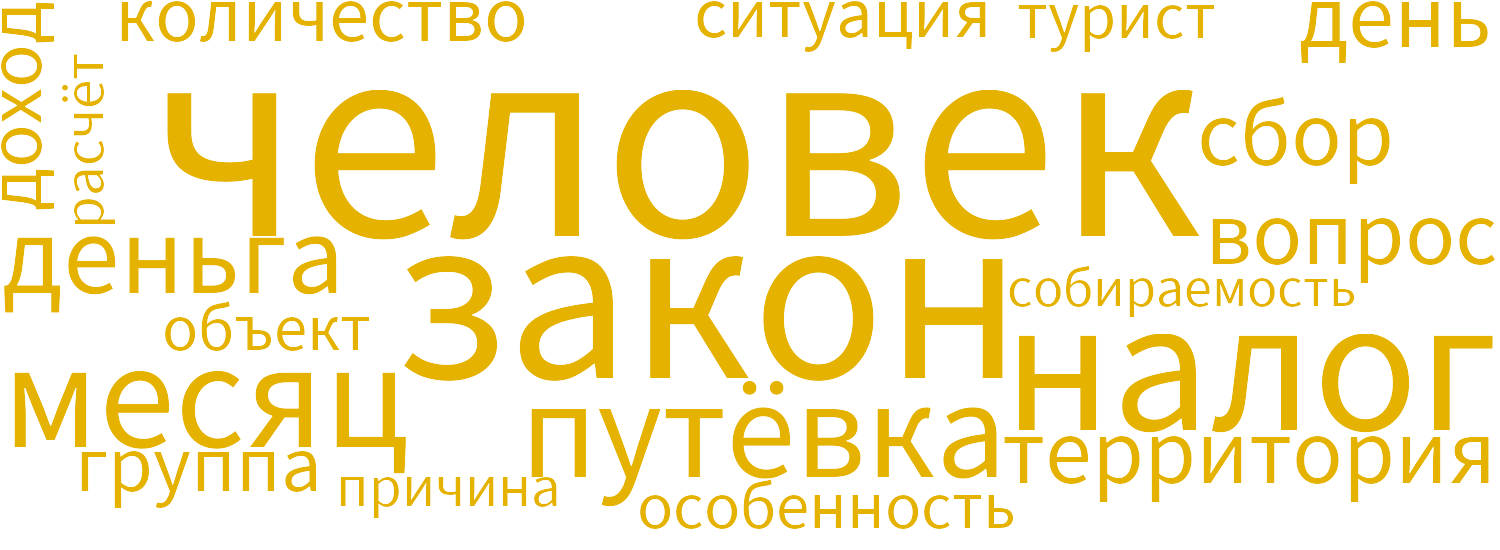 количество
ситуация
турист
день
доход
расчёт
человек
сбор
вопрос
деньга
закон
собираемость
объект
налог
месяц
путёвка
территория
группа
причина
особенность